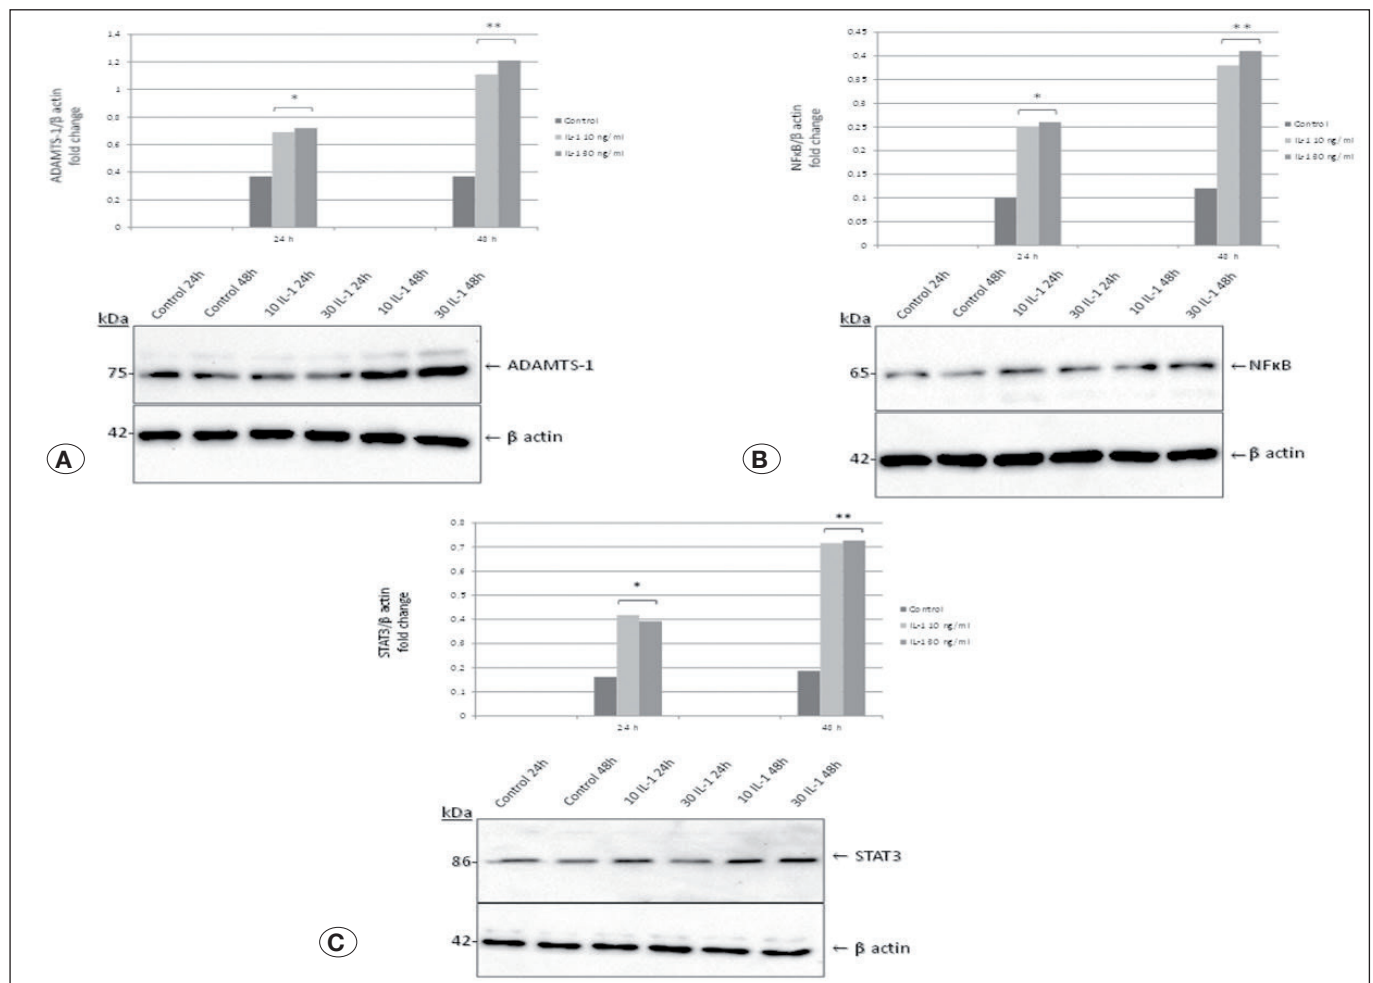 1.4
1.2
1
0.8
0.6
0.4
0.2
0
ADAMTS-1/β actin
fold change
*
**
24 h
48 h
Control
IL-1 10 ng/ml
IL-1 30 ng/ml
Control 24h
Control 48h
10 IL-1 24h
30 IL-1 24h
10 IL-1 48h
30 IL-1 48h
kDa
75-
← ADAMTS-1
42-
← β actin
A
0.45
0.4
0.35
0.3
0.25
0.2
0.15
0.1
0.05
0
NFκB/β actin
fold change
*
**
24 h
48 h
Control
IL-1 10 ng/ml
IL-1 30 ng/ml
Control 24h
Control 48h
10 IL-1 24h
30 IL-1 24h
10 IL-1 48h
30 IL-1 48h
kDa
65-
←NFκB
42-
←β actin
B
0.8
0.7
0.6
0.5
0.4
0.3
0.2
0.1
0
STAT3/β actin
fold change
*
**
24 h
48 h
Control
IL-1 10 ng/ml
IL-1 30 ng/ml
Control 24h
Control 48h
10 IL-1 24h
30 IL-1 24h
10 IL-1 48h
30 IL-1 48h
kDa
86-
← STAT3
42-
← β actin
C